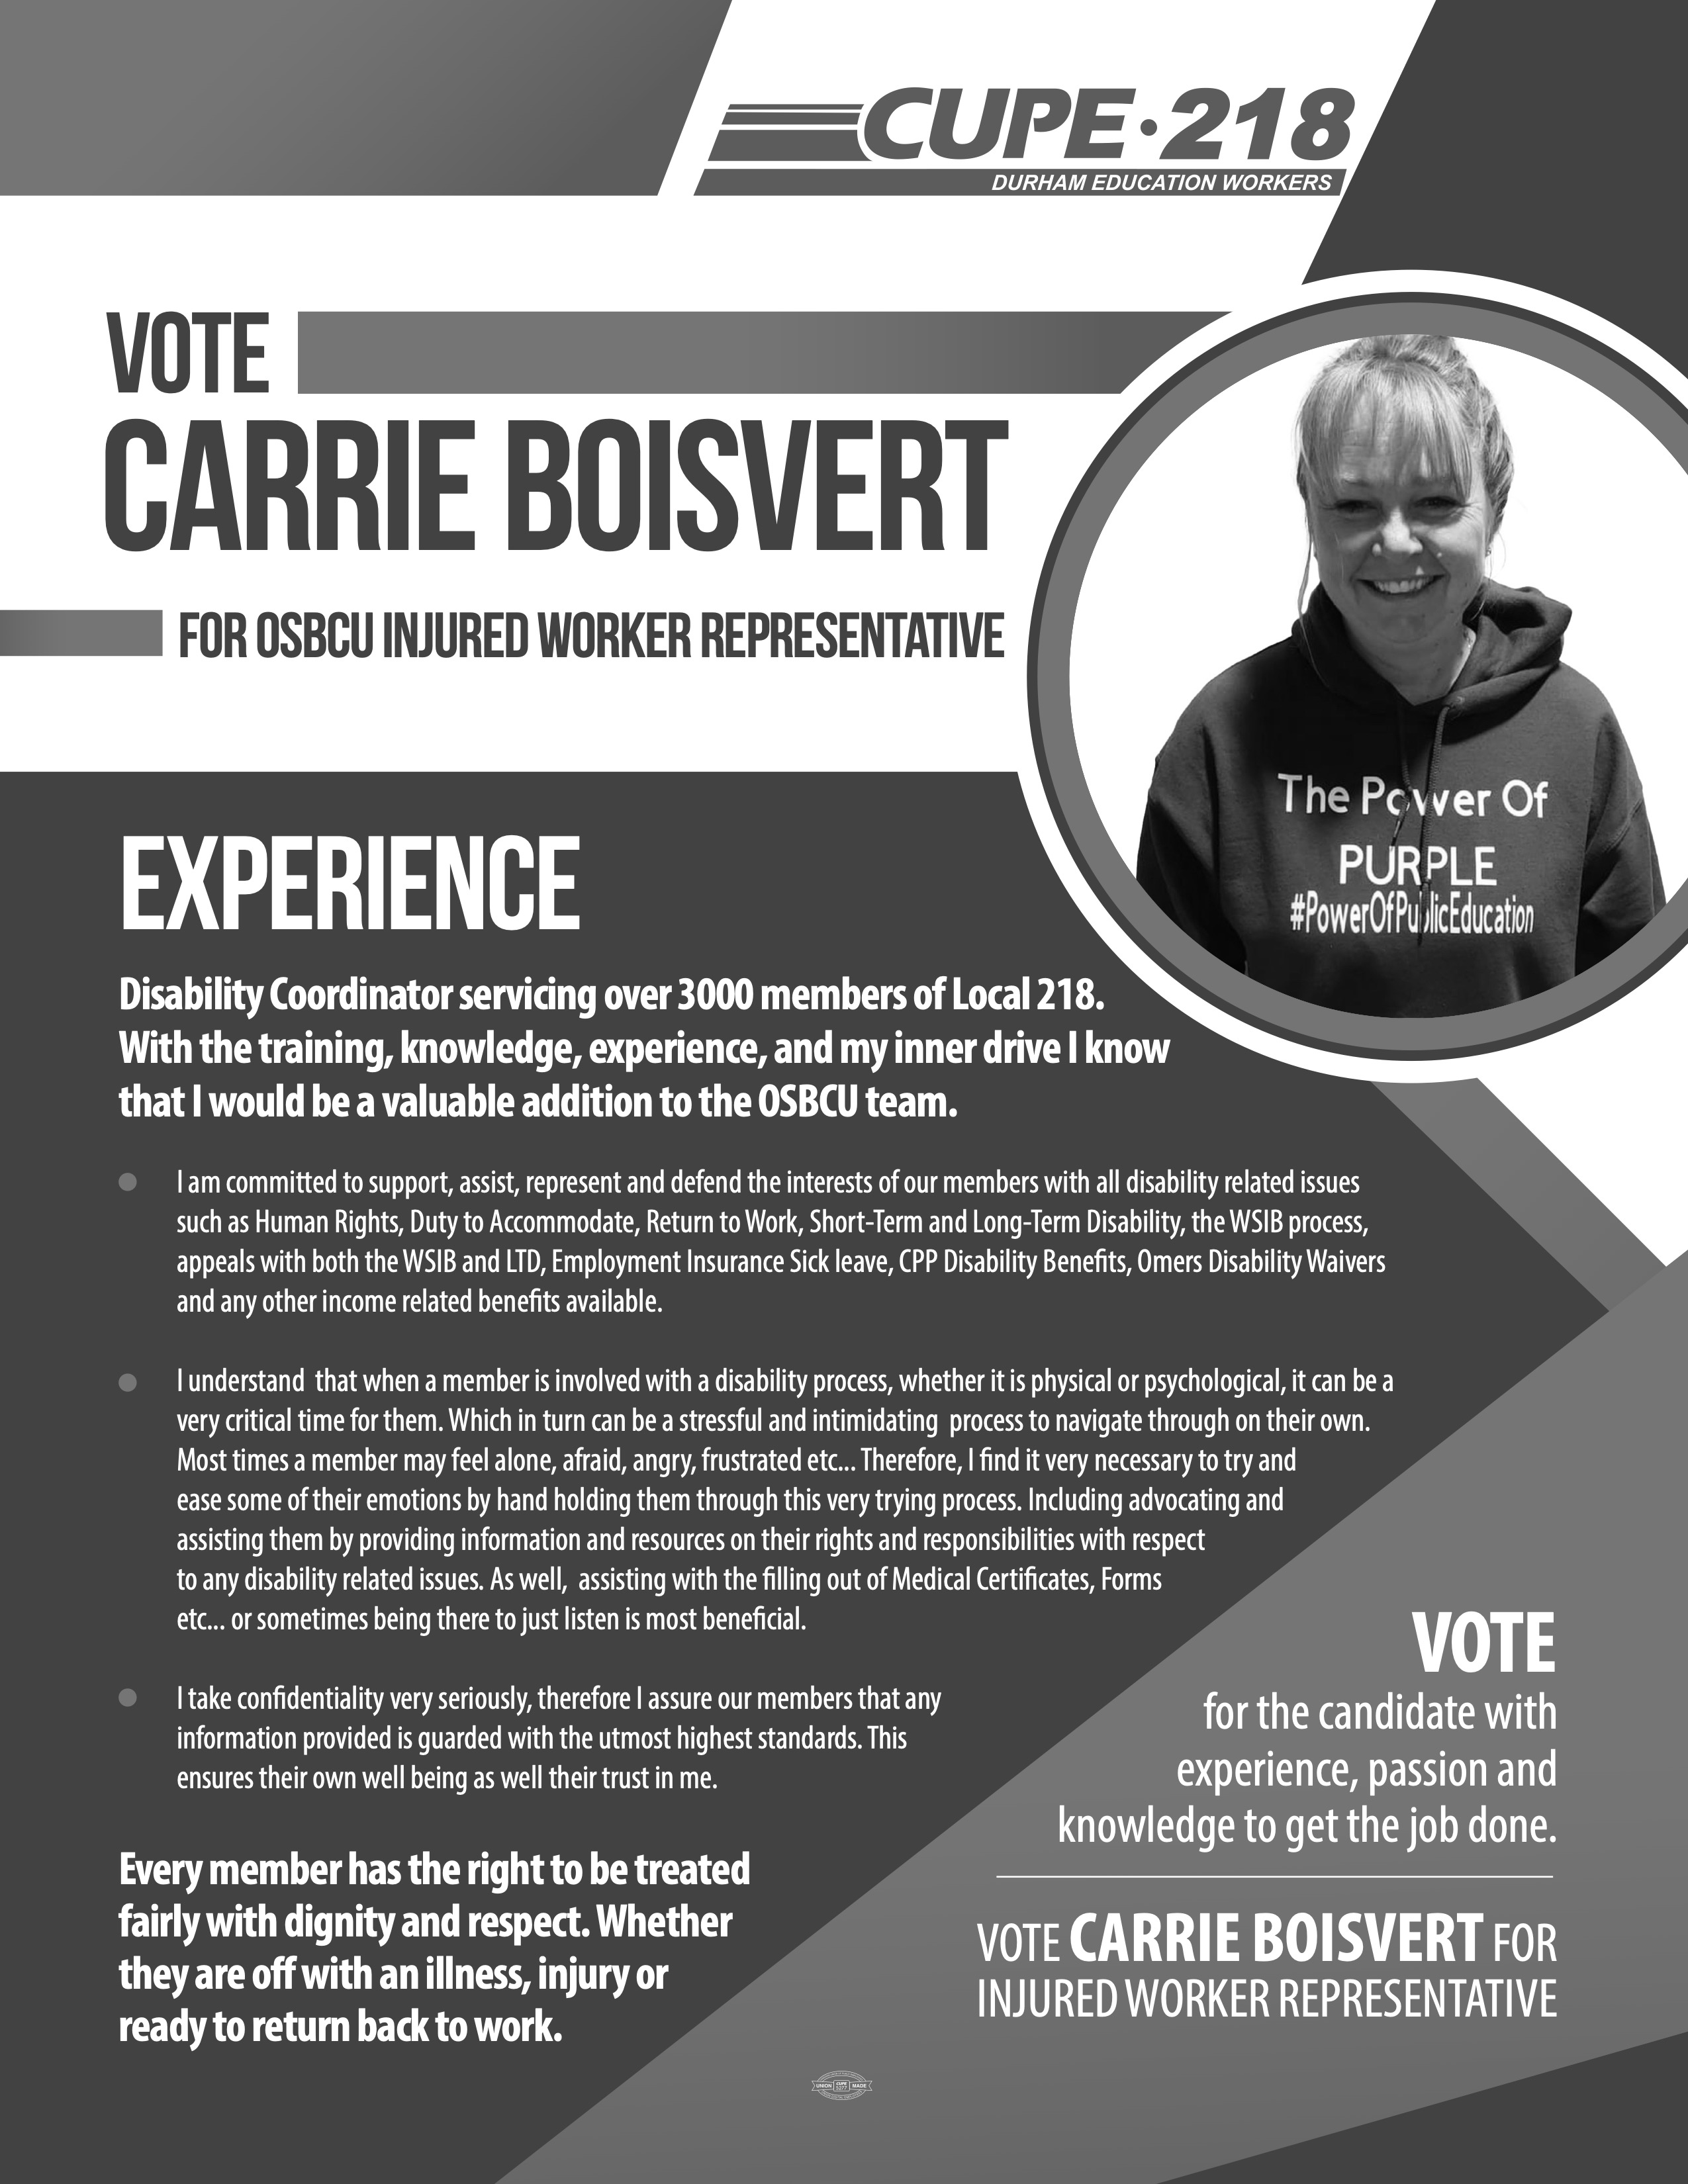 CUPE·218
DURHAM EDUCATION WORKERS
VOTE
CARRIE BOISVERT
FOR OSBCU INJURED WORKER REPRESENTATIVE
The Power Of
PURPLE
#PowerOfPublicEducation
EXPERIENCE
Disability Coordinator servicing over 3000 members of Local 218.
With the training, knowledge, experience, and my inner drive I know
that I would be a valuable addition to the OSBCU team.
I am committed to support, assist, represent and defend the interests of our members with all disability related issues
such as Human Rights, Duty to Accommodate, Return to Work, Short-Term and Long-Term Disability, the WSIB process,
appeals with both the WSIB and LTD, Employment Insurance Sick leave, CPP Disability Benefits, Omers Disability Waivers
and any other income related benefits available.
I understand  that when a member is involved with a disability process, whether it is physical or psychological, it can be a
very critical time for them. Which in turn can be a stressful and intimidating  process to navigate through on their own.
Most times a member may feel alone, afraid, angry, frustrated etc... Therefore, I find it very necessary to try and
ease some of their emotions by hand holding them through this very trying process. Including advocating and
assisting them by providing information and resources on their rights and responsibilities with respect
to any disability related issues. As well,  assisting with the filling out of Medical Certificates, Forms
etc... or sometimes being there to just listen is most beneficial.
I take confidentiality very seriously, therefore I assure our members that any
information provided is guarded with the utmost highest standards. This
ensures their own well being as well their trust in me.
Every member has the right to be treated
fairly with dignity and respect. Whether
they are off with an illness, injury or
ready to return back to work.
VOTE
for the candidate with
experience, passion and
knowledge to get the job done.
VOTE CARRIE BOISVERT FOR
INJURED WORKER REPRESENTATIVE
UNION CUPE MADE